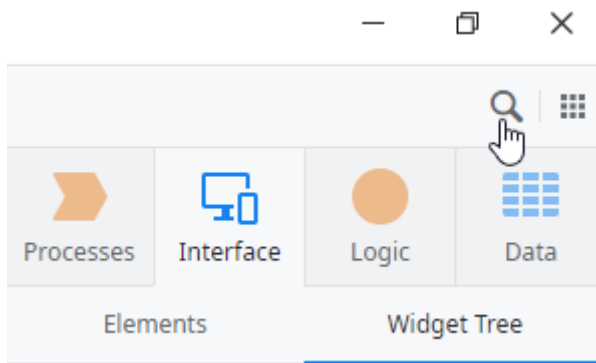 Processes Interface Logic Data
Elements Widget Tree